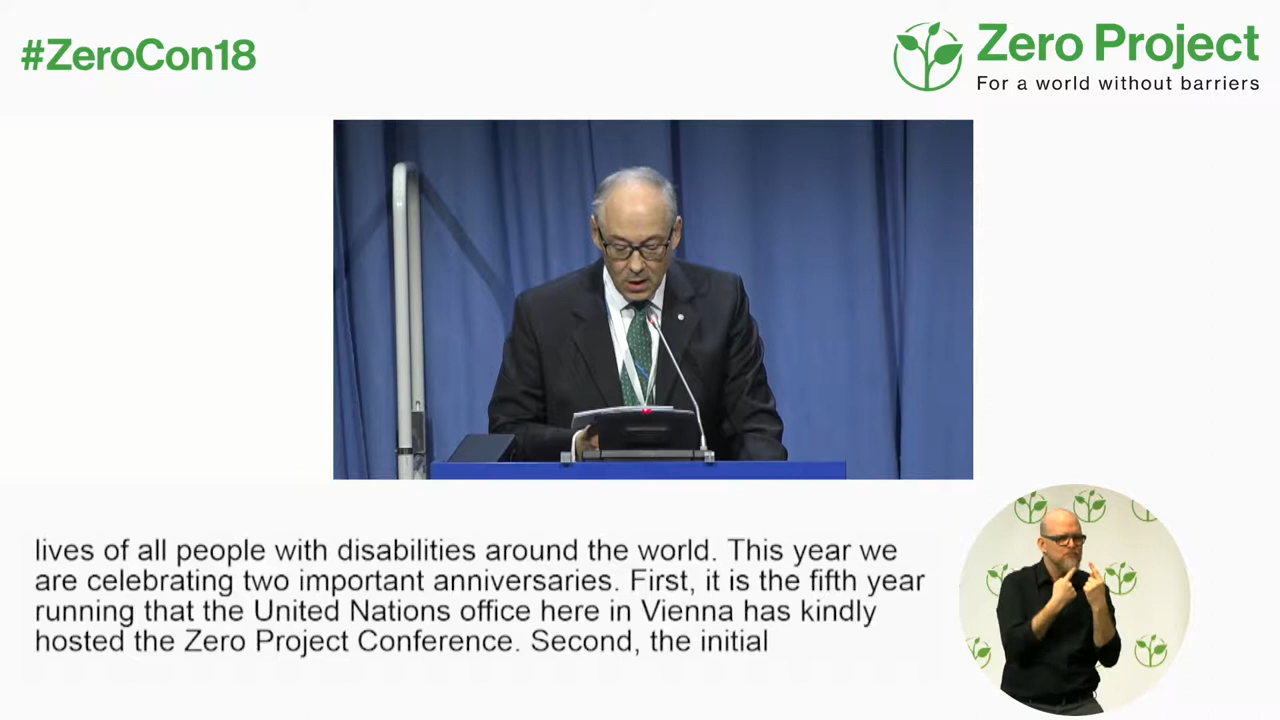 #ZeroCon18
Zero Project
For a world without barriers
lives of all people with disabilities around the world. This year we
are celebrating two important anniversaries. First, it is the fifth year
running that the United Nations office here in Vienna has kindly
hosted the Zero Project Conference. Second, the initial